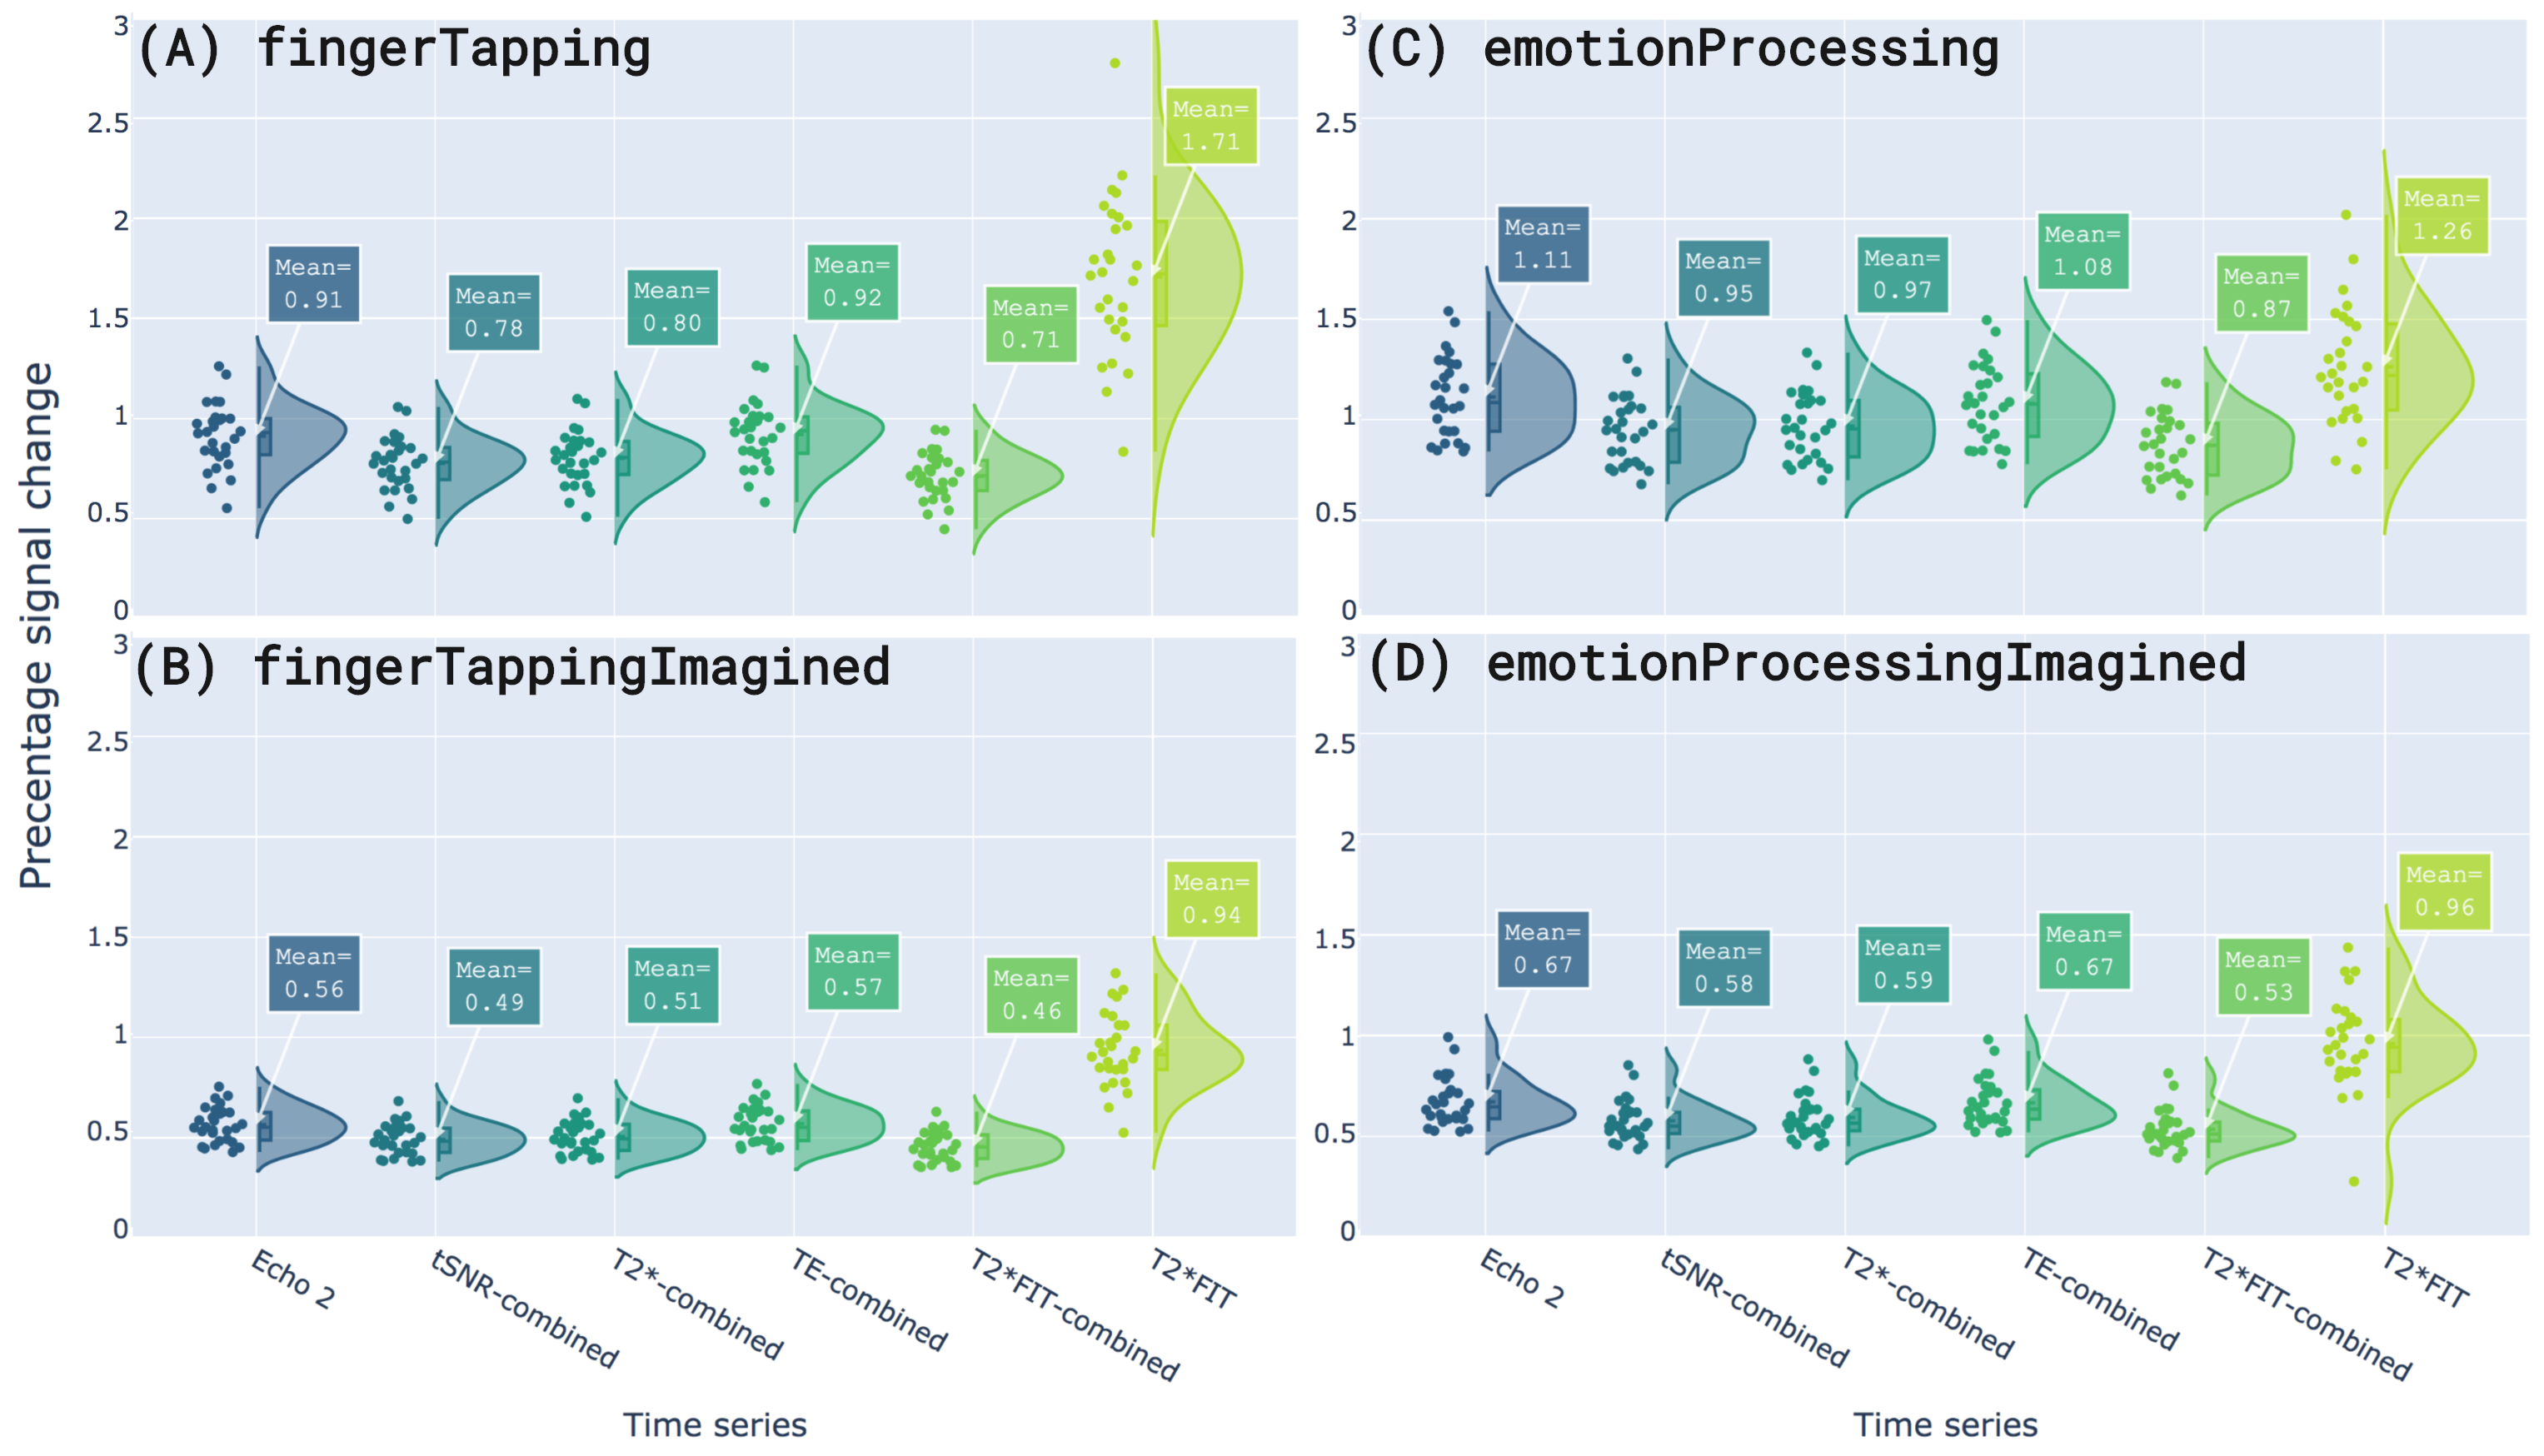 Precentage signal change
(A) fingerTapping
3
2.5
2
1.5
1
0.5
0
Mean=
0.91
Mean=
0.78
Mean=
0.80
Mean=
0.92
Mean=
0.71
Mean=
1.71
(C) emotionProcessing
3
2.5
2
1.5
1
0.5
0
Mean=
1.11
Mean=
0.95
Mean=
0.97
Mean=
1.08
Mean=
0.87
Mean=
1.26
(B) fingerTappingImagined
3
2.5
2
1.5
1
0.5
0
Mean=
0.56
Mean=
0.49
Mean=
0.51
Mean=
0.57
Mean=
0.46
Mean=
0.94
Echo 2
tSNR-combined
T2*-combined
TE-combined
T2*FIT-combined
T2*FIT
Time series
(D) emotionProcessingImagined
3
2.5
2
1.5
1
0.5
0
Mean=
0.67
Mean=
0.58
Mean=
0.59
Mean=
0.67
Mean=
0.53
Mean=
0.96
Echo 2
tSNR-combined
T2*-combined
TE-combined
T2*FIT-combined
T2*FIT
Time series